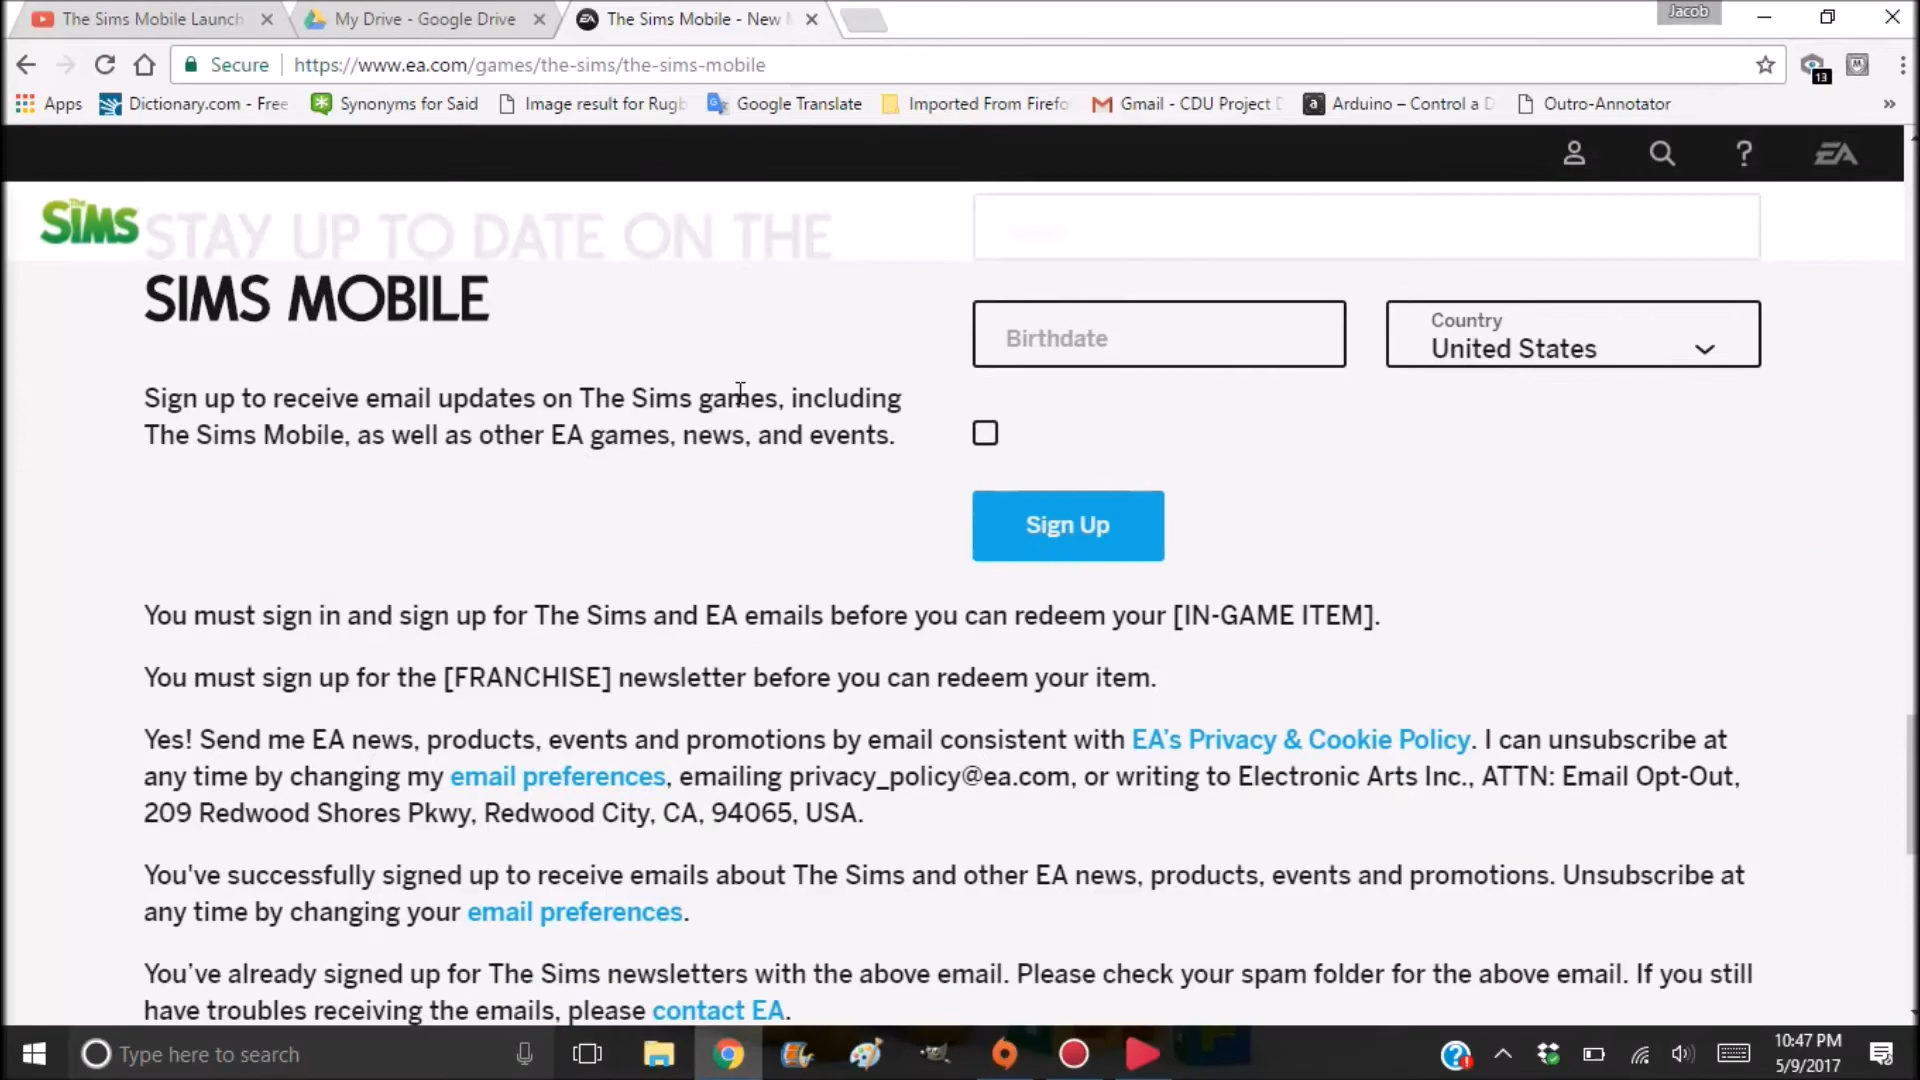 The Sims Mobile Launch
My Drive - Google Drive
The Sims Mobile - New
Jacob
Secure
https://www.ea.com/games/the-sims/the-sims-mobile
13
Apps
Dictionary.com - Free
Synonyms for Said
Image result for Rugb
Google Translate
Imported From Firefo
Gmail - CDU Project
Arduino – Control a
Outro-Annotator
EA
The SIMS
STAY UP TO DATE ON THE
SIMS MOBILE
Birthdate
Country
United States
Sign up to receive email updates on The Sims games, including
The Sims Mobile, as well as other EA games, news, and events.
Sign Up
You must sign in and sign up for The Sims and EA emails before you can redeem your [IN-GAME ITEM].
You must sign up for the [FRANCHISE] newsletter before you can redeem your item.
Yes! Send me EA news, products, events and promotions by email consistent with EA's Privacy & Cookie Policy. I can unsubscribe at
any time by changing my email preferences, emailing privacy_policy@ea.com, or writing to Electronic Arts Inc., ATTN: Email Opt-Out,
209 Redwood Shores Pkwy, Redwood City, CA, 94065, USA.
You've successfully signed up to receive emails about The Sims and other EA news, products, events and promotions. Unsubscribe at
any time by changing your email preferences.
You've already signed up for The Sims newsletters with the above email. Please check your spam folder for the above email. If you still
have troubles receiving the emails, please contact EA.
Type here to search
10:47 PM
5/9/2017